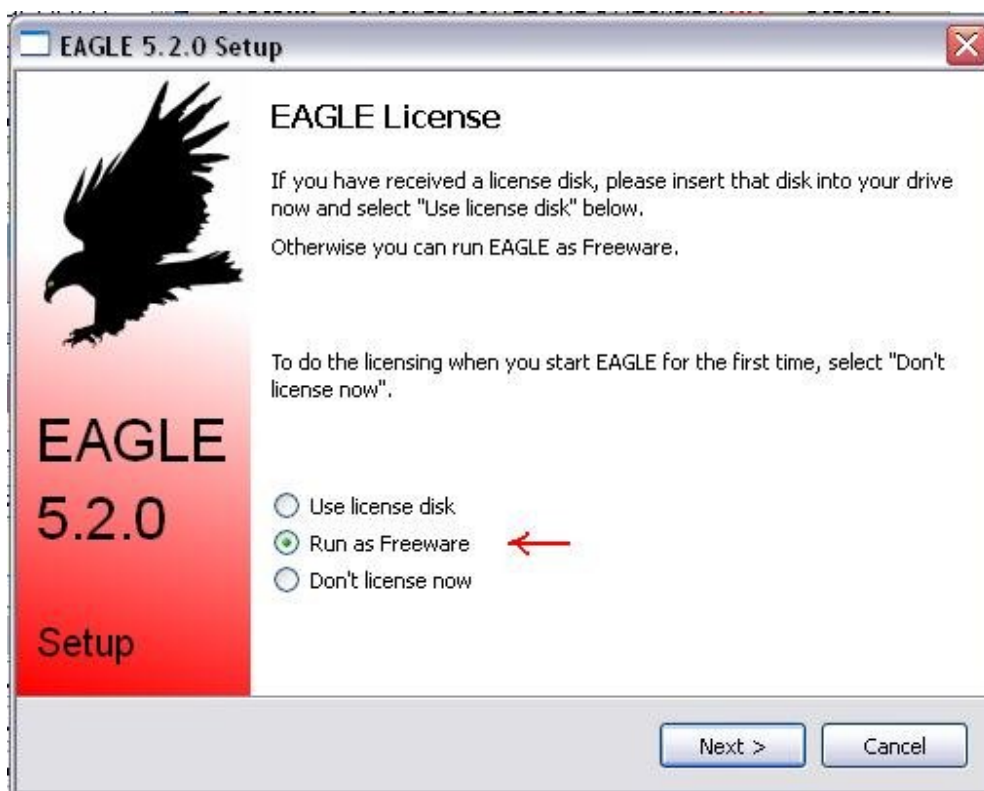 EAGLE 5.2.0 Setup
EAGLE License
If you have received a license disk, please insert that disk into your drive
now and select "Use license disk" below.
Otherwise you can run EAGLE as Freeware.
To do the licensing when you start EAGLE for the first time, select "Don't
license now".
EAGLE
5.2.0
Setup
Use license disk
Run as Freeware
Don't license now
Next >
Cancel